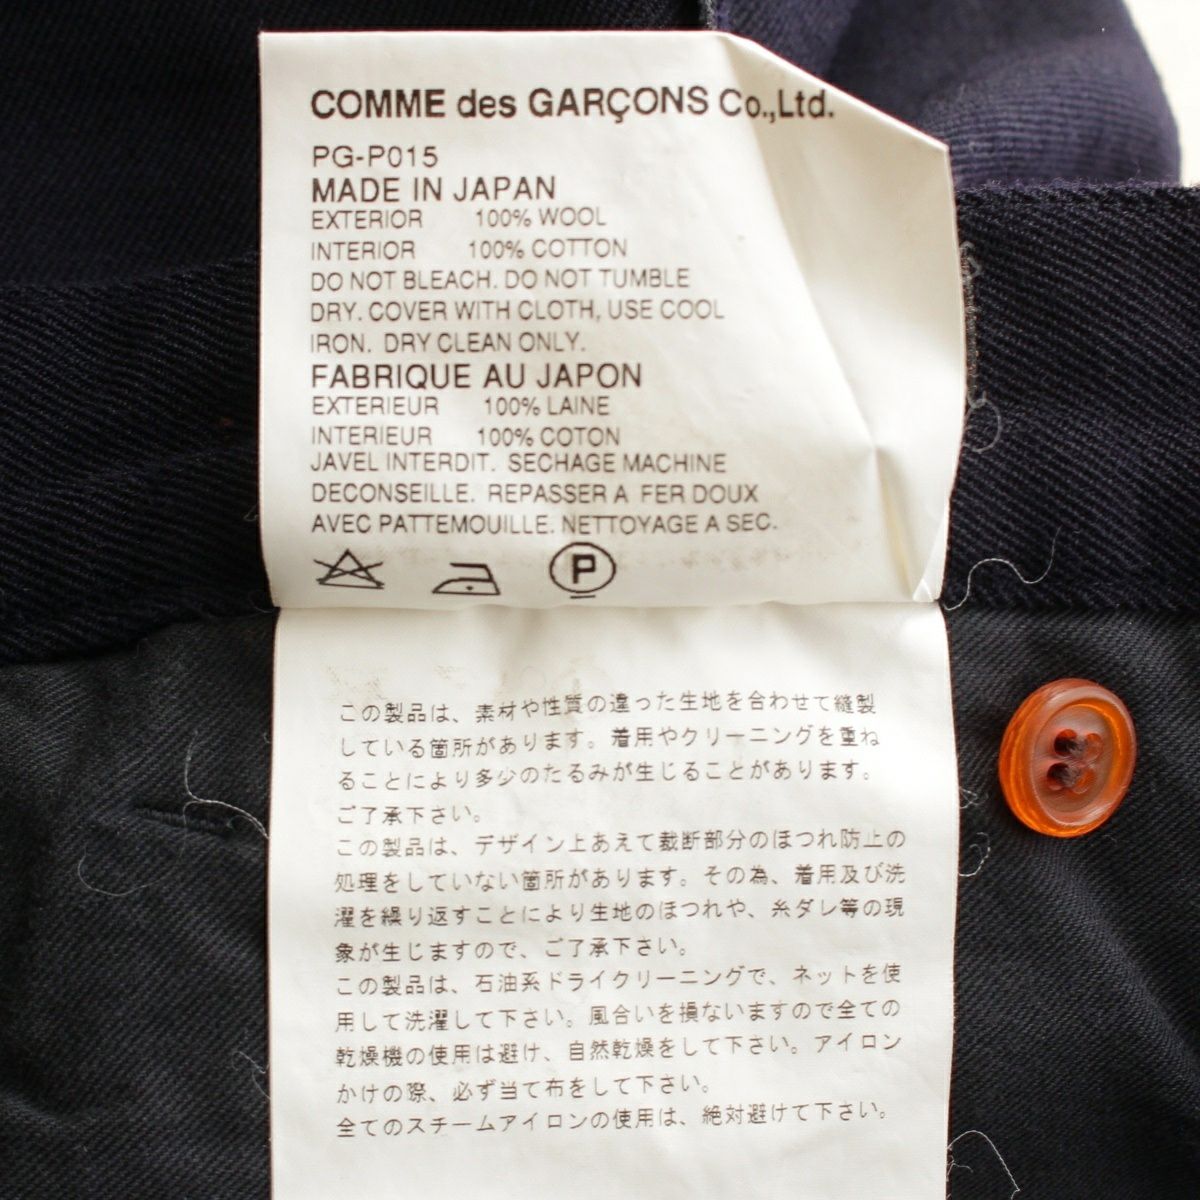 COMME des GARÇONS Co.,Ltd.
PG-P015
MADE IN JAPAN
EXTERIOR 100% WOOL
INTERIOR 100% COTTON
DO NOT BLEACH. DO NOT TUMBLE
DRY. COVER WITH CLOTH, USE COOL
IRON. DRY CLEAN ONLY.
FABRIQUE AU JAPON
EXTERIEUR 100% LAINE
INTERIEUR 100% COTON
JAVEL INTERDIT. SECHAGE MACHINE
DECONSEILLE. REPASSER A FER DOUX
AVEC PATTEMOUILLE. NETTOYAGE A SEC.
P
この製品は、素材や性質の違った生地を合わせて縫製
している箇所があります。着用やクリーニングを重ね
ることにより多少のたるみが生じることがあります。
ご了承下さい。
この製品は、デザイン上あえて裁断部分のほつれ防止の
処理をしていない箇所があります。その為、着用及び洗
濯を繰り返すことにより生地のほつれや、糸ダレ等の現
象が生じますので、ご了承下さい。
この製品は、石油系ドライクリーニングで、ネットを使
用して洗濯して下さい。風合いを損ないますので全ての
乾燥機の使用は避け、自然乾燥をして下さい。アイロン
かけの際、必ず当て布をして下さい。
全てのスチームアイロンの使用は、絶対避けて下さい。